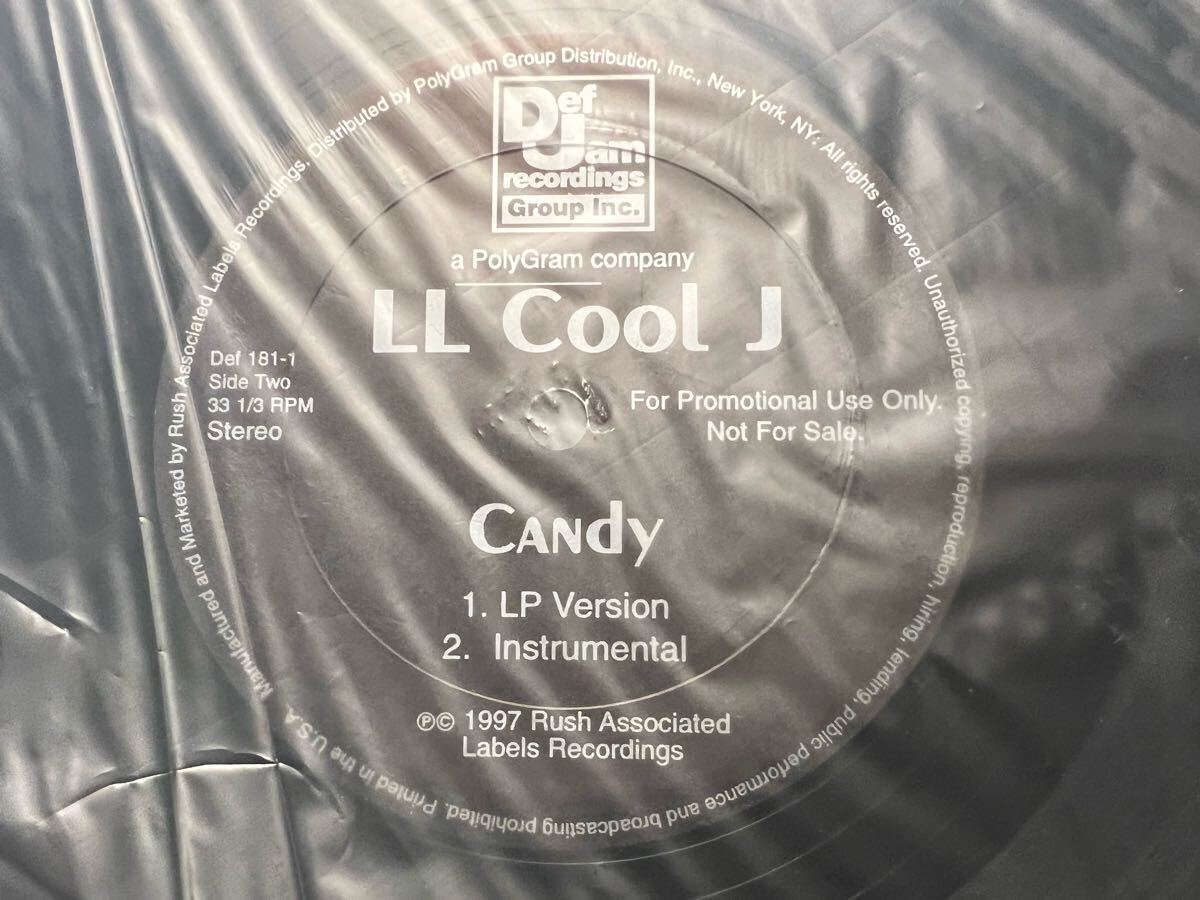 Def
Jam
recordings
Group Inc.
a PolyGram company
LL Cool J
Def 181-1
Side Two
33 1/3 RPM
Stereo
For Promotional Use Only.
Not For Sale.
Candy
1. LP Version
2. Instrumental
℗© 1997 Rush Associated
Labels Recordings
Manufactured and Marketed by Rush Associated Labels Recordings. Distributed by PolyGram Group Distribution, Inc., New York, NY. All rights reserved. Unauthorized copying, reproduction, hiring, lending, public performance and broadcasting prohibited. Printed in the U.S.A.